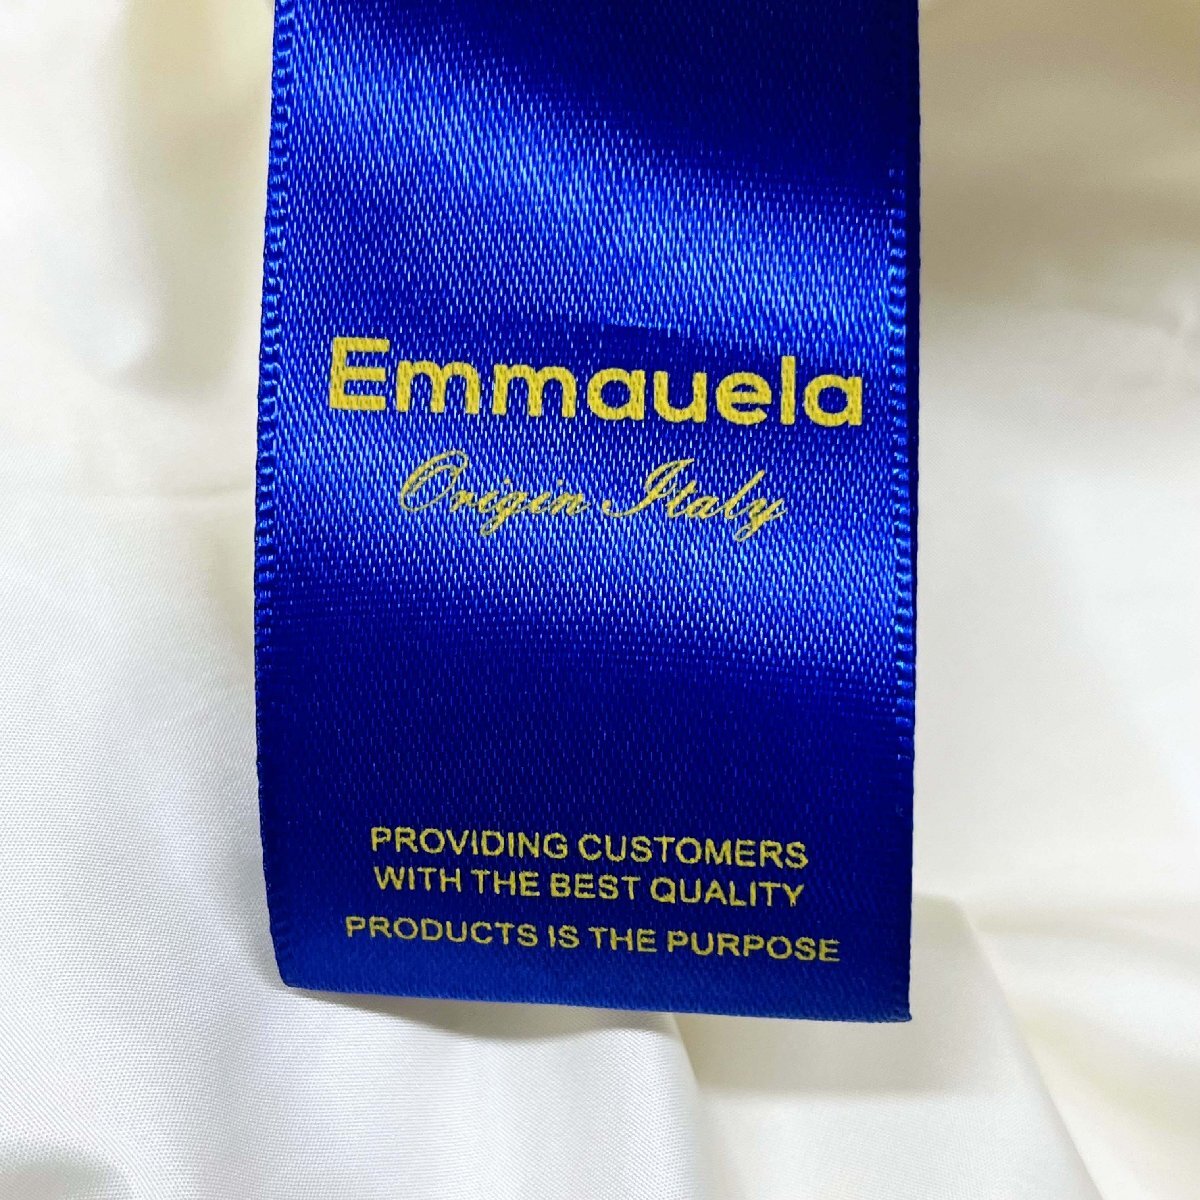 Emmauela
Origin Italy
PROVIDING CUSTOMERS
WITH THE BEST QUALITY
PRODUCTS IS THE PURPOSE